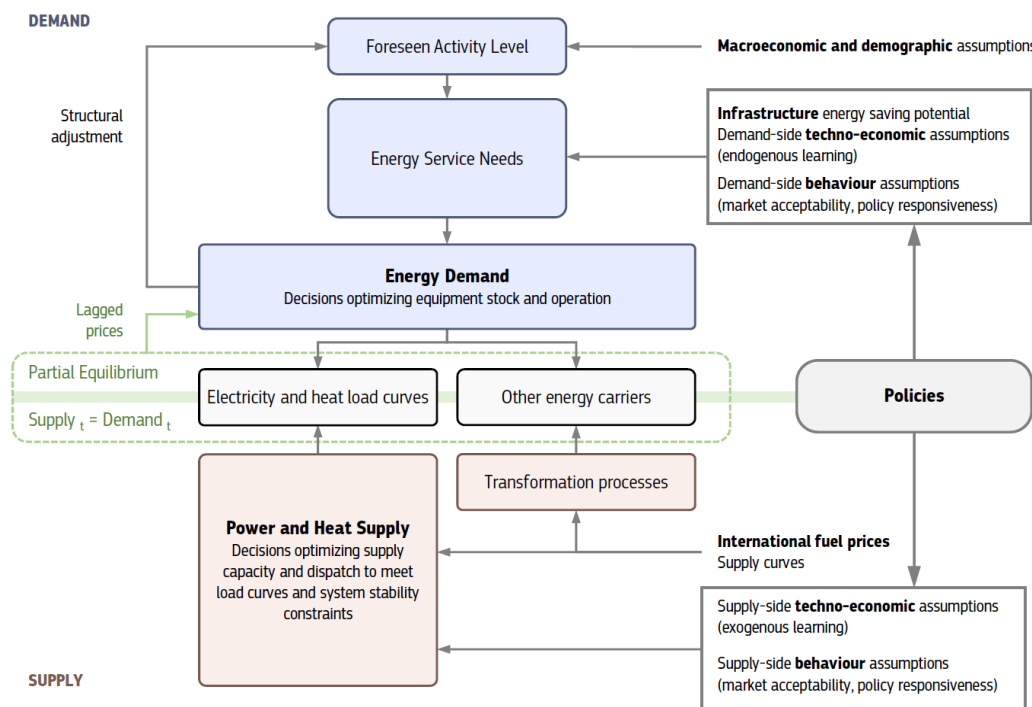 DEMAND
Foreseen Activity Level
Macroeconomic and demographic assumptions
Structural
adjustment
Energy Service Needs
Infrastructure energy saving potential
Demand-side techno-economic assumptions
(endogenous learning)
Demand-side behaviour assumptions
(market acceptability, policy responsiveness)
Energy Demand
Decisions optimizing equipment stock and operation
Lagged
prices
Partial Equilibrium
Supply t = Demand t
Electricity and heat load curves
Other energy carriers
Policies
Transformation processes
Power and Heat Supply
Decisions optimizing supply
capacity and dispatch to meet
load curves and system stability
constraints
International fuel prices
Supply curves
Supply-side techno-economic assumptions
(exogenous learning)
Supply-side behaviour assumptions
(market acceptability, policy responsiveness)
SUPPLY